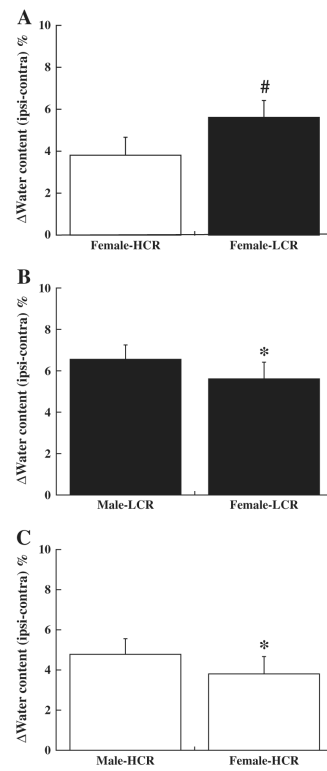 A
ΔWater content (ipsi-contra) %
10
8
6
4
2
0
#
Female-HCR Female-LCR
B
ΔWater content (ipsi-contra) %
10
8
6
4
2
0
*
Male-LCR Female-LCR
C
ΔWater content (ipsi-contra) %
10
8
6
4
2
0
*
Male-HCR Female-HCR